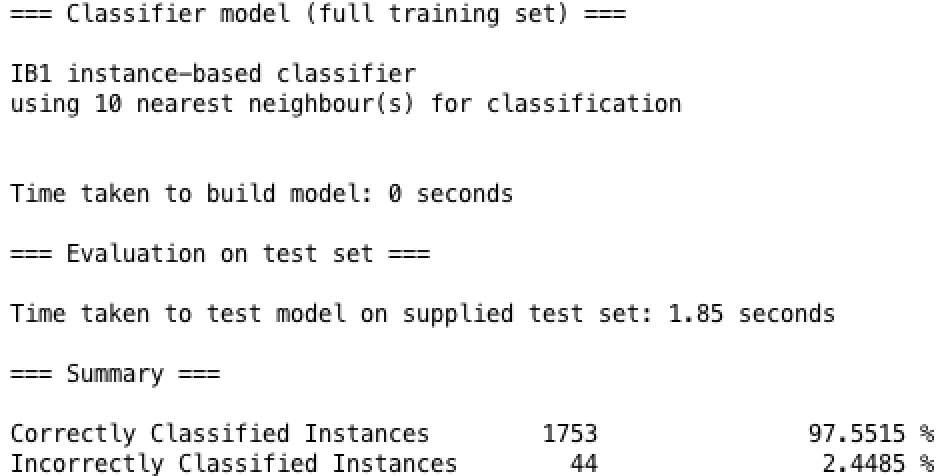 === Classifier model (full training set) ===
IB1 instance-based classifier
using 10 nearest neighbour(s) for classification
Time taken to build model: 0 seconds
=== Evaluation on test set ===
Time taken to test model on supplied test set: 1.85 seconds
=== Summary ===
Correctly Classified Instances 1753 97.5515 %
Incorrectly Classified Instances 44 2.4485 %